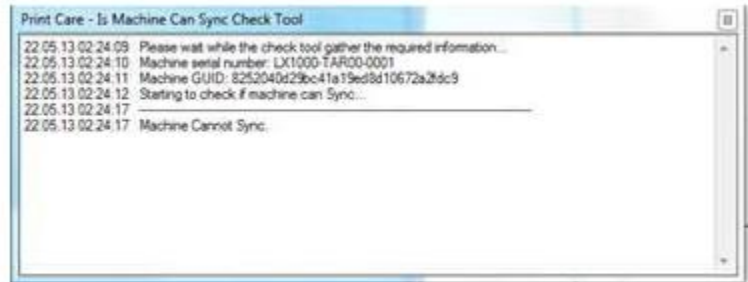 Print Care - Is Machine Can Sync Check Tool
22.05.13 02:24:09 Please wait while the check tool gather the required information...
22.05.13 02:24:10 Machine serial number: LX1000-TAR00-0001
22.05.13 02:24:11 Machine GUID: 8252040d29bc41a19ed8d10672a2fdc9
22.05.13 02:24:12 Starting to check if machine can Sync...
22.05.13 02:24:17 ------------------------------------------------------------
22.05.13 02:24:17 Machine Cannot Sync.